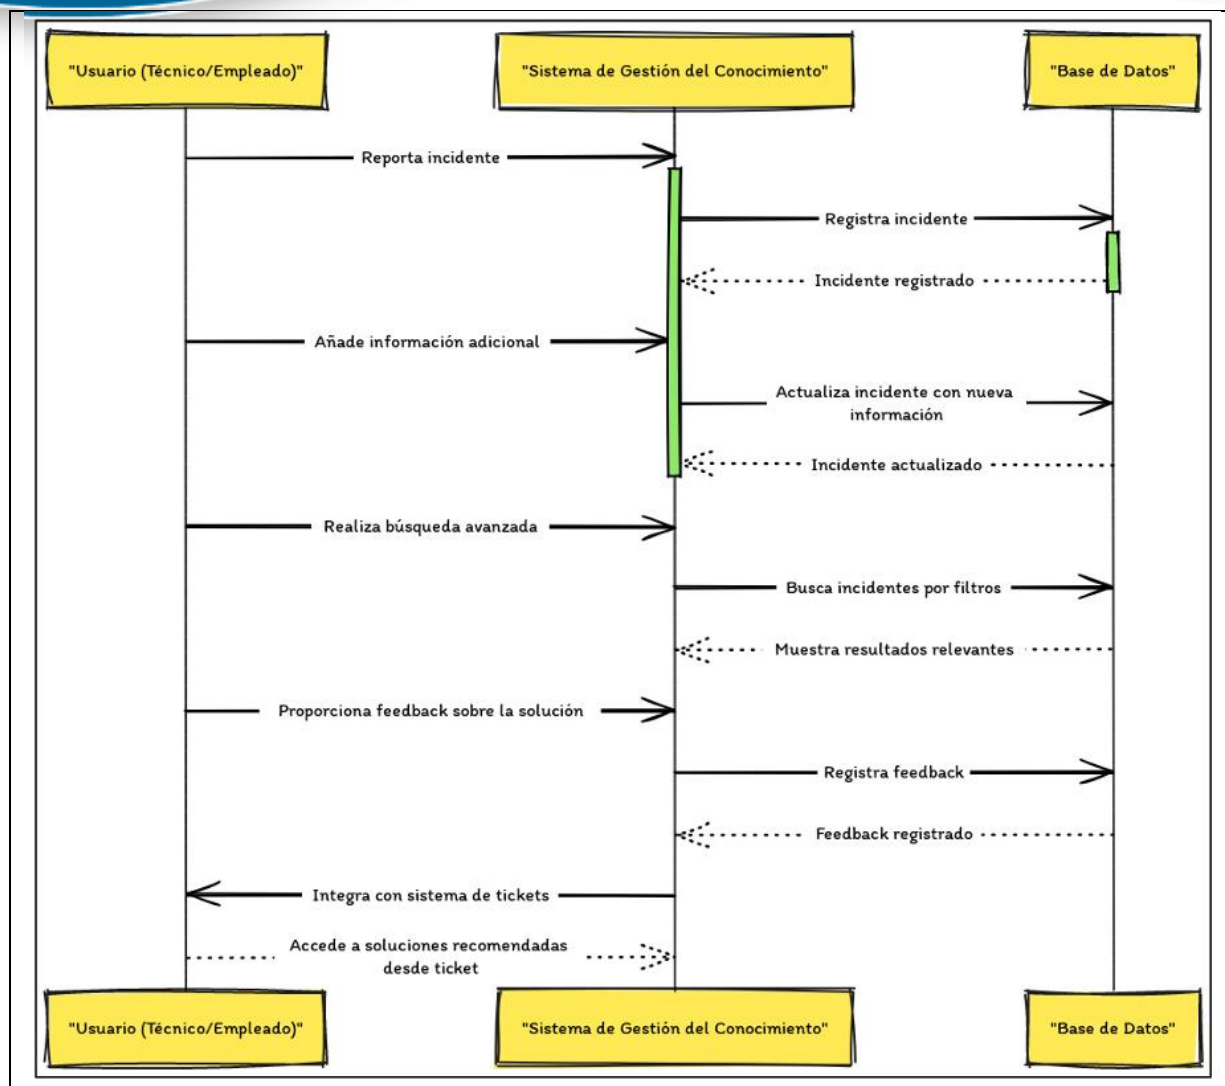 "Usuario (Técnico/Empleado)"
"Sistema de Gestión del Conocimiento"
"Base de Datos"
Reporta incidente
Registra incidente
Incidente registrado
Añade información adicional
Actualiza incidente con nueva
información
Incidente actualizado
Realiza búsqueda avanzada
Busca incidentes por filtros
Muestra resultados relevantes
Proporciona feedback sobre la solución
Registra feedback
Feedback registrado
Integra con sistema de tickets
Accede a soluciones recomendadas
desde ticket
"Usuario (Técnico/Empleado)"
"Sistema de Gestión del Conocimiento"
"Base de Datos"